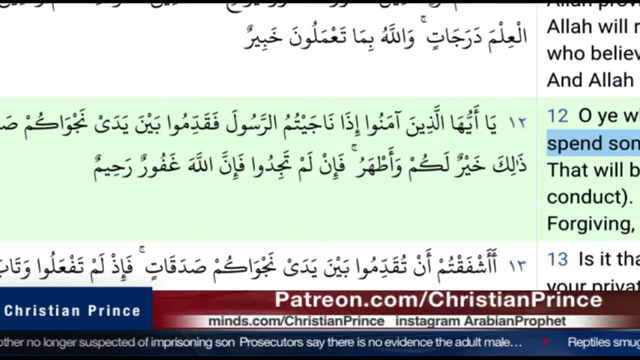 الْعِلْمَ دَرَجَاتٍ ۚ وَاللَّهُ بِمَا تَعْمَلُونَ خَبِيرٌ
Allah will r
who believ
And Allah
١٢ يَا أَيُّهَا الَّذِينَ آمَنُوا إِذَا نَاجَيْتُمُ الرَّسُولَ فَقَدِّمُوا بَيْنَ يَدَىْ نَجْوَاكُمْ صَ
ذَٰلِكَ خَيْرٌ لَكُمْ وَأَطْهَرُ ۚ فَإِنْ لَمْ تَجِدُوا فَإِنَّ اللَّهَ غَفُورٌ رَحِيمٌ
12 O ye w
spend son
That will b
conduct).
Forgiving,
١٣ أَأَشْفَقْتُمْ أَنْ تُقَدِّمُوا بَيْنَ يَدَىْ نَجْوَاكُمْ صَدَقَاتٍ ۚ فَإِذْ لَمْ تَفْعَلُوا وَتَابَ
13 Is it tha
your privat
Christian Prince
Patreon.com/ChristianPrince
minds.com/ChristianPrince instagram ArabianProphet
other no longer suspected of imprisoning son Prosecutors say there is no evidence the adult male... Reptiles smug